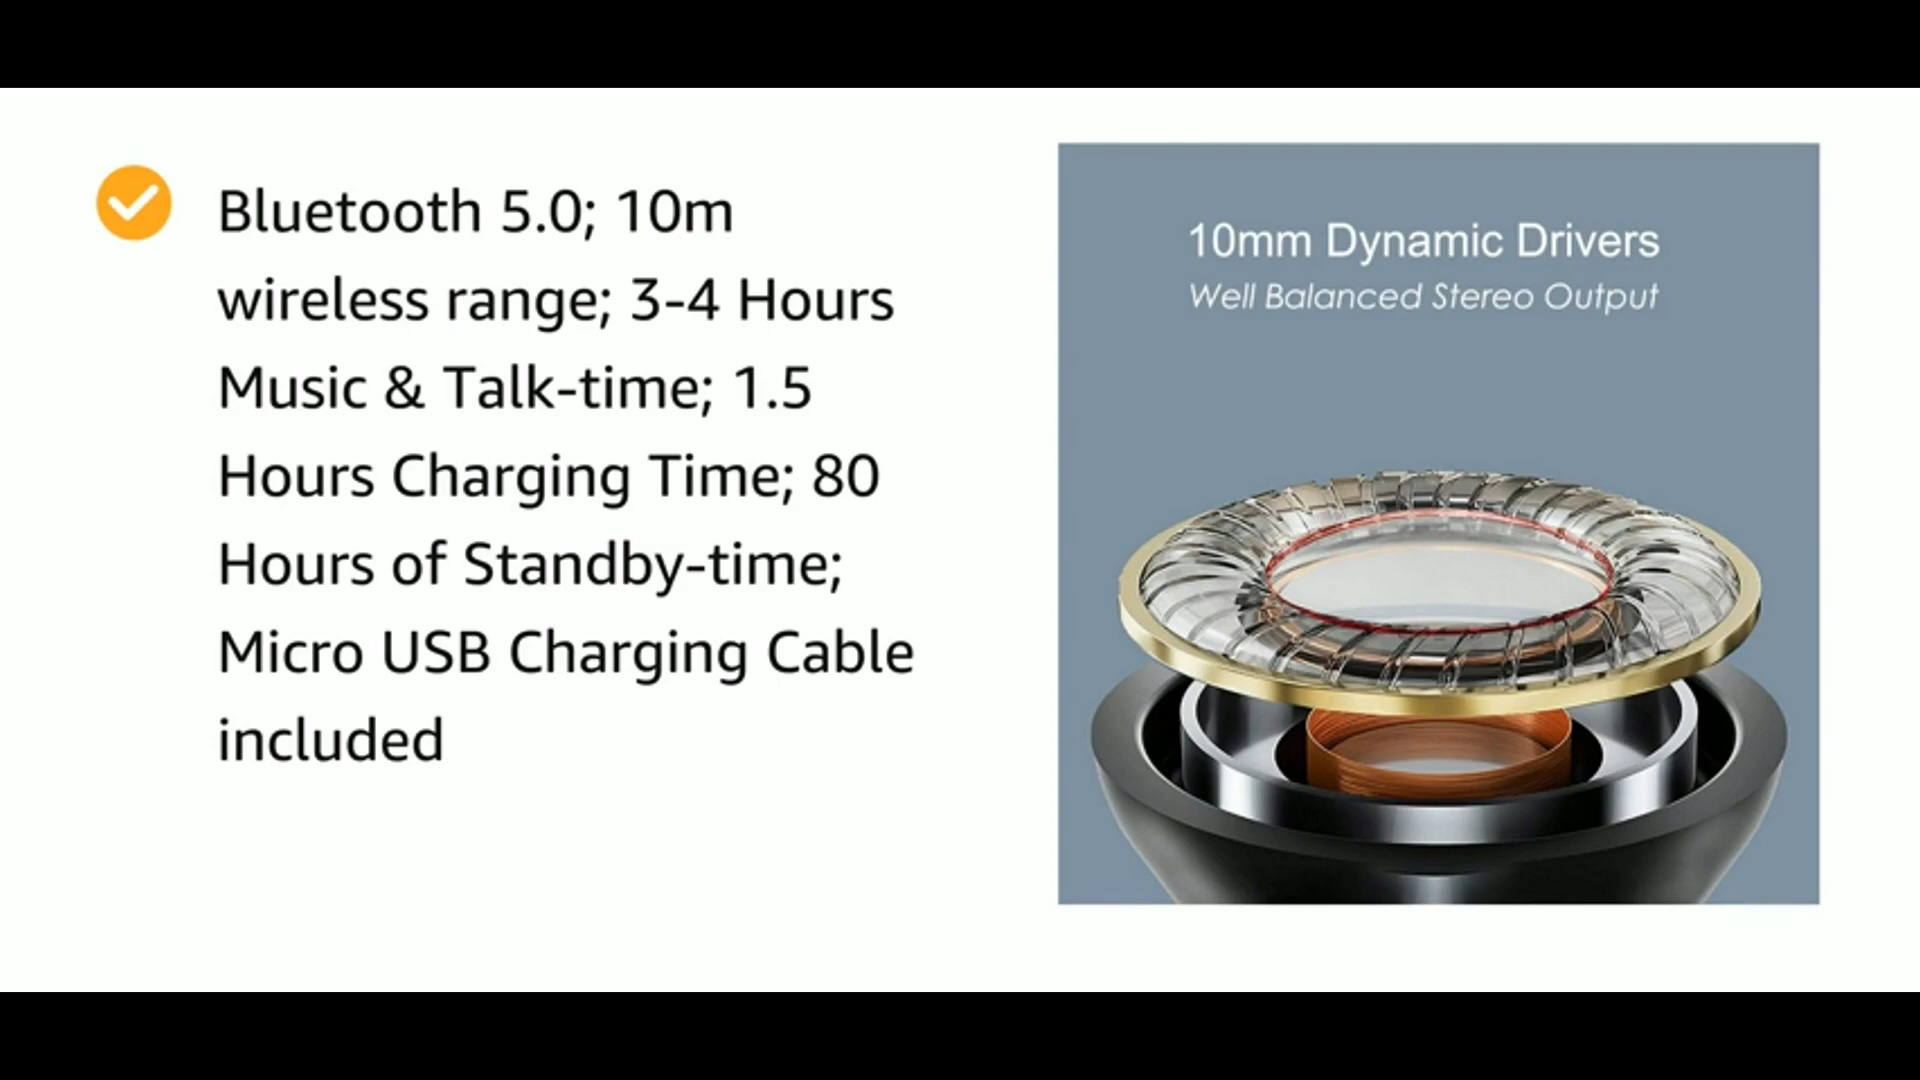 Bluetooth 5.0; 10m
wireless range; 3-4 Hours
Music & Talk-time; 1.5
Hours Charging Time; 80
Hours of Standby-time;
Micro USB Charging Cable
included
10mm Dynamic Drivers
Well Balanced Stereo Output